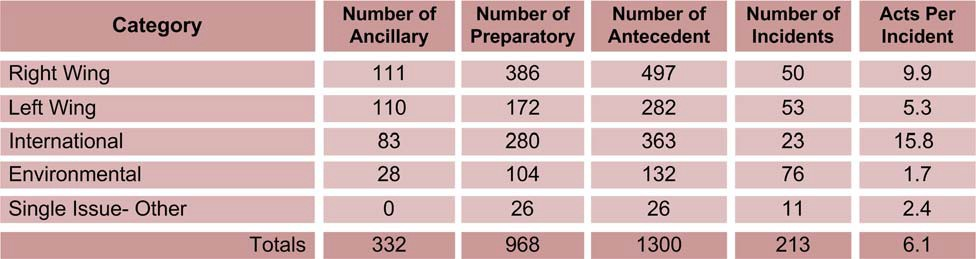 Category Number of Ancillary Number of Preparatory Number of Antecedent Number of Incidents Acts Per Incident
Right Wing 111 386 497 50 9.9
Left Wing 110 172 282 53 5.3
International 83 280 363 23 15.8
Environmental 28 104 132 76 1.7
Single Issue- Other 0 26 26 11 2.4
Totals 332 968 1300 213 6.1